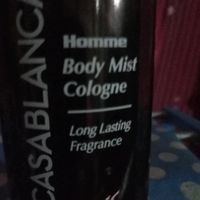 CASABLANCA
Homme
Body Mist
Cologne
Long Lasting
Fragrance